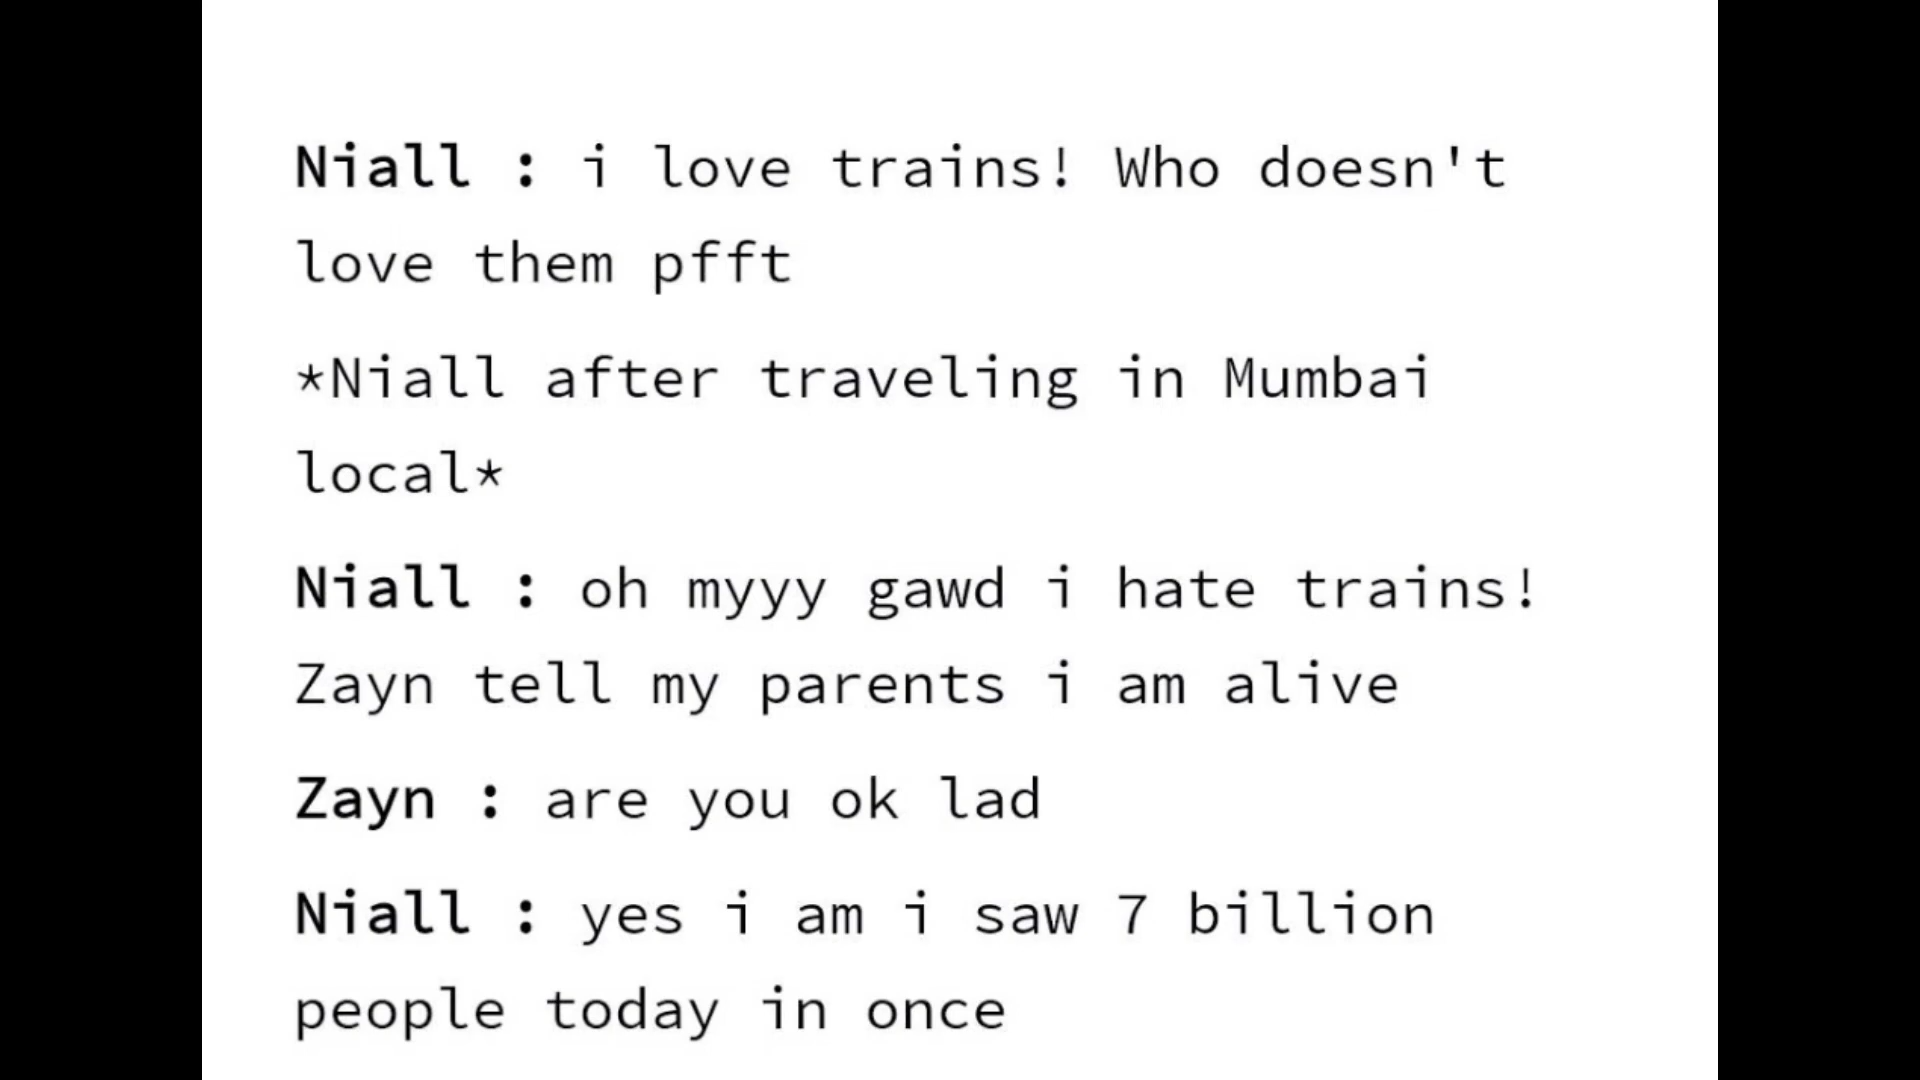 Niall : i love trains! Who doesn't
love them pfft
*Niall after traveling in Mumbai
local*
Niall : oh myyy gawd i hate trains!
Zayn tell my parents i am alive
Zayn : are you ok lad
Niall : yes i am i saw 7 billion
people today in once